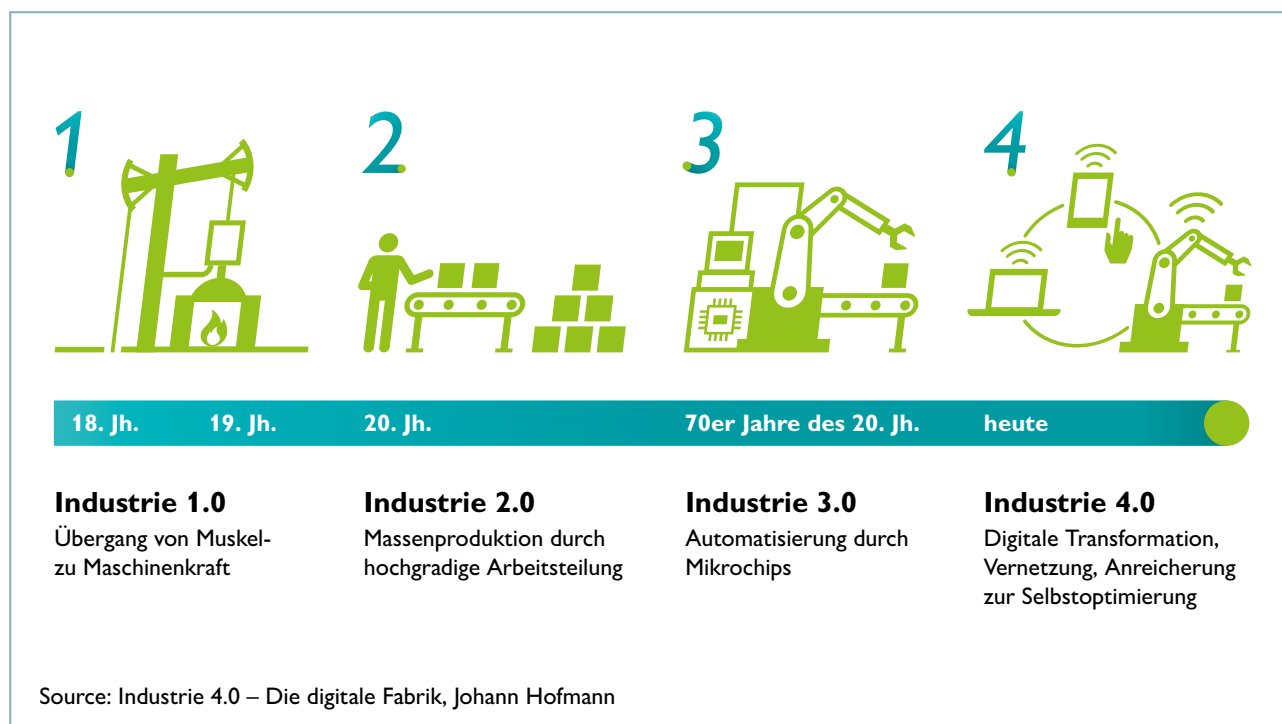 1
2
3
4
18. Jh.
19. Jh.
20. Jh.
70er Jahre des 20. Jh.
heute
Industrie 1.0
Übergang von Muskel-
zu Maschinenkraft
Industrie 2.0
Massenproduktion durch
hochgradige Arbeitsteilung
Industrie 3.0
Automatisierung durch
Mikrochips
Industrie 4.0
Digitale Transformation,
Vernetzung, Anreicherung
zur Selbstoptimierung
Source: Industrie 4.0 – Die digitale Fabrik, Johann Hofmann